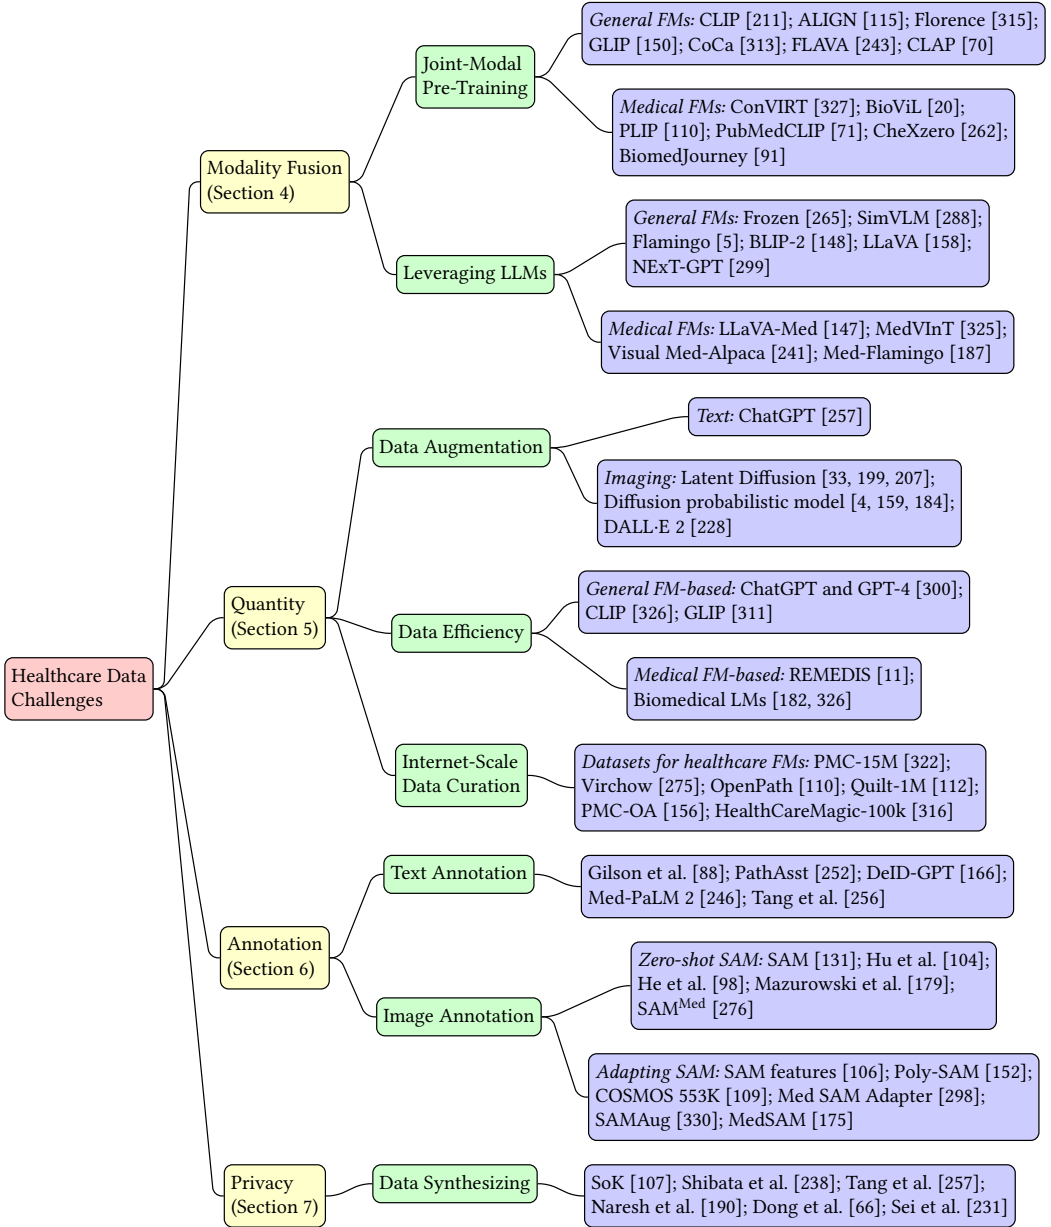 Healthcare Data
Challenges
Modality Fusion
(Section 4)
Joint-Modal
Pre-Training
General FMs: CLIP [211]; ALIGN [115]; Florence [315];
GLIP [150]; CoCa [313]; FLAVA [243]; CLAP [70]
Medical FMs: ConVIRT [327]; BioViL [20];
PLIP [110]; PubMedCLIP [71]; CheXzero [262];
BiomedJourney [91]
Leveraging LLMs
General FMs: Frozen [265]; SimVLM [288];
Flamingo [5]; BLIP-2 [148]; LLaVA [158];
NExT-GPT [299]
Medical FMs: LLaVA-Med [147]; MedVInT [325];
Visual Med-Alpaca [241]; Med-Flamingo [187]
Quantity
(Section 5)
Data Augmentation
Text: ChatGPT [257]
Imaging: Latent Diffusion [33, 199, 207];
Diffusion probabilistic model [4, 159, 184];
DALL·E 2 [228]
Data Efficiency
General FM-based: ChatGPT and GPT-4 [300];
CLIP [326]; GLIP [311]
Medical FM-based: REMEDIS [11];
Biomedical LMs [182, 326]
Internet-Scale
Data Curation
Datasets for healthcare FMs: PMC-15M [322];
Virchow [275]; OpenPath [110]; Quilt-1M [112];
PMC-OA [156]; HealthCareMagic-100k [316]
Annotation
(Section 6)
Text Annotation
Gilson et al. [88]; PathAsst [252]; DeID-GPT [166];
Med-PaLM 2 [246]; Tang et al. [256]
Image Annotation
Zero-shot SAM: SAM [131]; Hu et al. [104];
He et al. [98]; Mazurowski et al. [179];
SAM^Med [276]
Adapting SAM: SAM features [106]; Poly-SAM [152];
COSMOS 553K [109]; Med SAM Adapter [298];
SAMAug [330]; MedSAM [175]
Privacy
(Section 7)
Data Synthesizing
SoK [107]; Shibata et al. [238]; Tang et al. [257];
Naresh et al. [190]; Dong et al. [66]; Sei et al. [231]